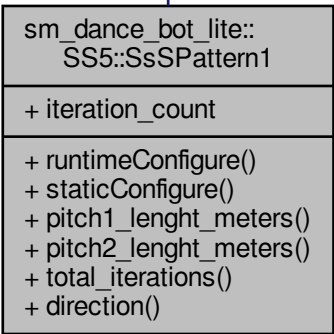 sm_dance_bot_lite::
SS5::SsSPattern1
+ iteration_count
+ runtimeConfigure()
+ staticConfigure()
+ pitch1_lenght_meters()
+ pitch2_lenght_meters()
+ total_iterations()
+ direction()